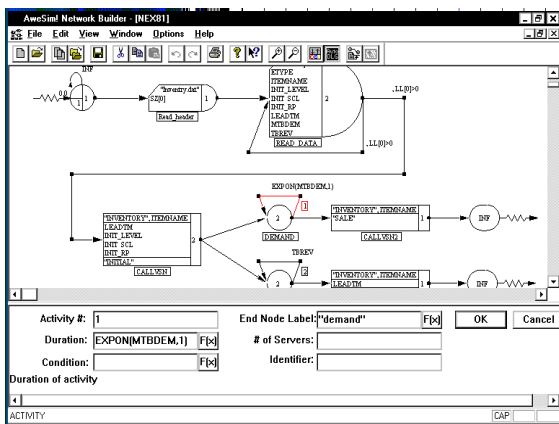 AweSim! Network Builder - [NEX81]
File Edit View Window Options Help
INF
0,0
1
1
"Inventory.dat"
SZ[0]
1
Read_header
ETYPE
ITEMNAME
INIT_LEVEL
INIT SCL
INIT_RP
LEADTM
MTBDEM
TBREV
2
READ_DATA
.LL[0]>0
.LL[0]>0
EXPON(MTBDEM,1)
1
2
DEMAND
"INVENTORY",ITEMNAME
"SALE"
1
CALLVSN2
INF
"INVENTORY",ITEMNAME
LEADTM
INIT_LEVEL
INIT SCL
INIT_RP
"INITIAL"
2
CALLVSN
TBREV
2
2
"INVENTORY",ITEMNAME
LEADTM
1
INF
Activity #: 1
End Node Label: "demand" F(x) OK Cancel
Duration: EXPON(MTBDEM,1) F(x)
# of Servers:
Condition: F(x)
Identifier:
Duration of activity
ACTIVITY
CAP